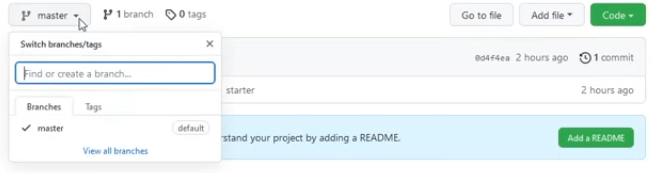 master
1 branch
0 tags
Go to file
Add file
Code
Switch branches/tags
Find or create a branch...
0d4f4ea 2 hours ago
1 commit
starter
2 hours ago
Branches
Tags
master
default
rstand your project by adding a README.
Add a README
View all branches